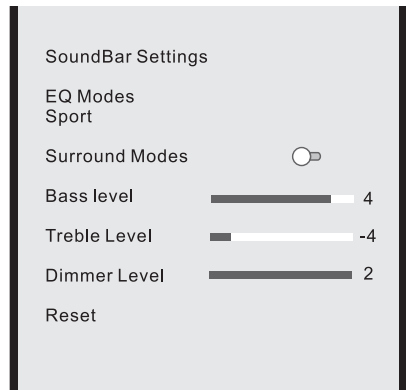 SoundBar Settings
EQ Modes
Sport
Surround Modes
Bass level 4
Treble Level -4
Dimmer Level 2
Reset